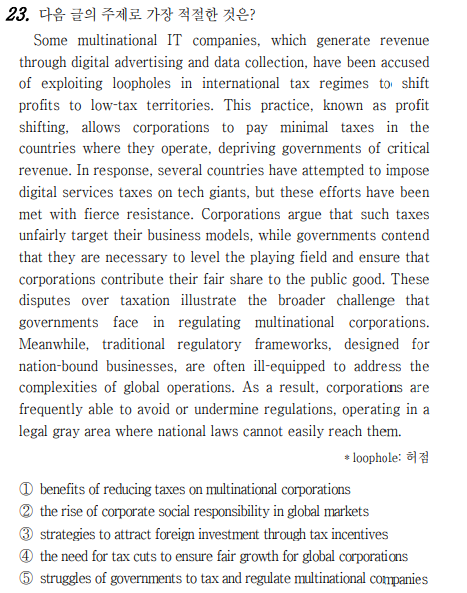 23. 다음 글의 주제로 가장 적절한 것은?
Some multinational IT companies, which generate revenue
through digital advertising and data collection, have been accused
of exploiting loopholes in international tax regimes to shift
profits to low-tax territories. This practice, known as profit
shifting, allows corporations to pay minimal taxes in the
countries where they operate, depriving governments of critical
revenue. In response, several countries have attempted to impose
digital services taxes on tech giants, but these efforts have been
met with fierce resistance. Corporations argue that such taxes
unfairly target their business models, while governments contend
that they are necessary to level the playing field and ensure that
corporations contribute their fair share to the public good. These
disputes over taxation illustrate the broader challenge that
governments face in regulating multinational corporations.
Meanwhile, traditional regulatory frameworks, designed for
nation-bound businesses, are often ill-equipped to address the
complexities of global operations. As a result, corporations are
frequently able to avoid or undermine regulations, operating in a
legal gray area where national laws cannot easily reach them.
* loophole: 허점
① benefits of reducing taxes on multinational corporations
② the rise of corporate social responsibility in global markets
③ strategies to attract foreign investment through tax incentives
④ the need for tax cuts to ensure fair growth for global corporations
⑤ struggles of governments to tax and regulate multinational companies